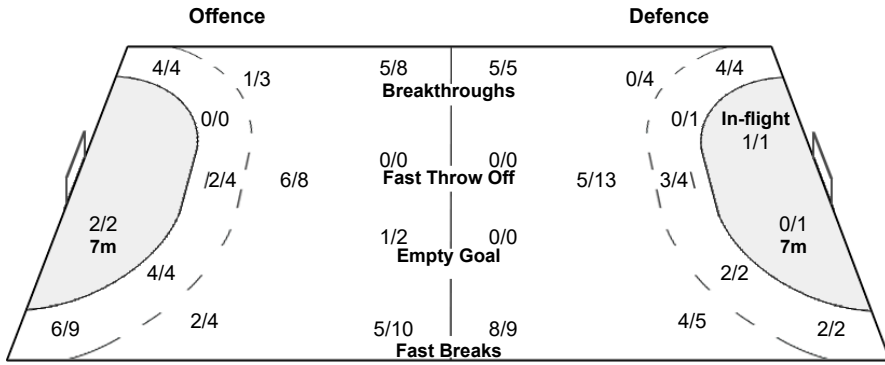 Offence Defence
4/4 1/3 5/8 5/5 0/4 4/4
Breakthroughs
0/0 0/1 In-flight
1/1
0/0 0/0
2/4 6/8 Fast Throw Off 5/13 3/4
2/2 0/1
7m 7m
1/2 0/0
Empty Goal
4/4 2/2
6/9 2/4 5/10 8/9 4/5 2/2
Fast Breaks